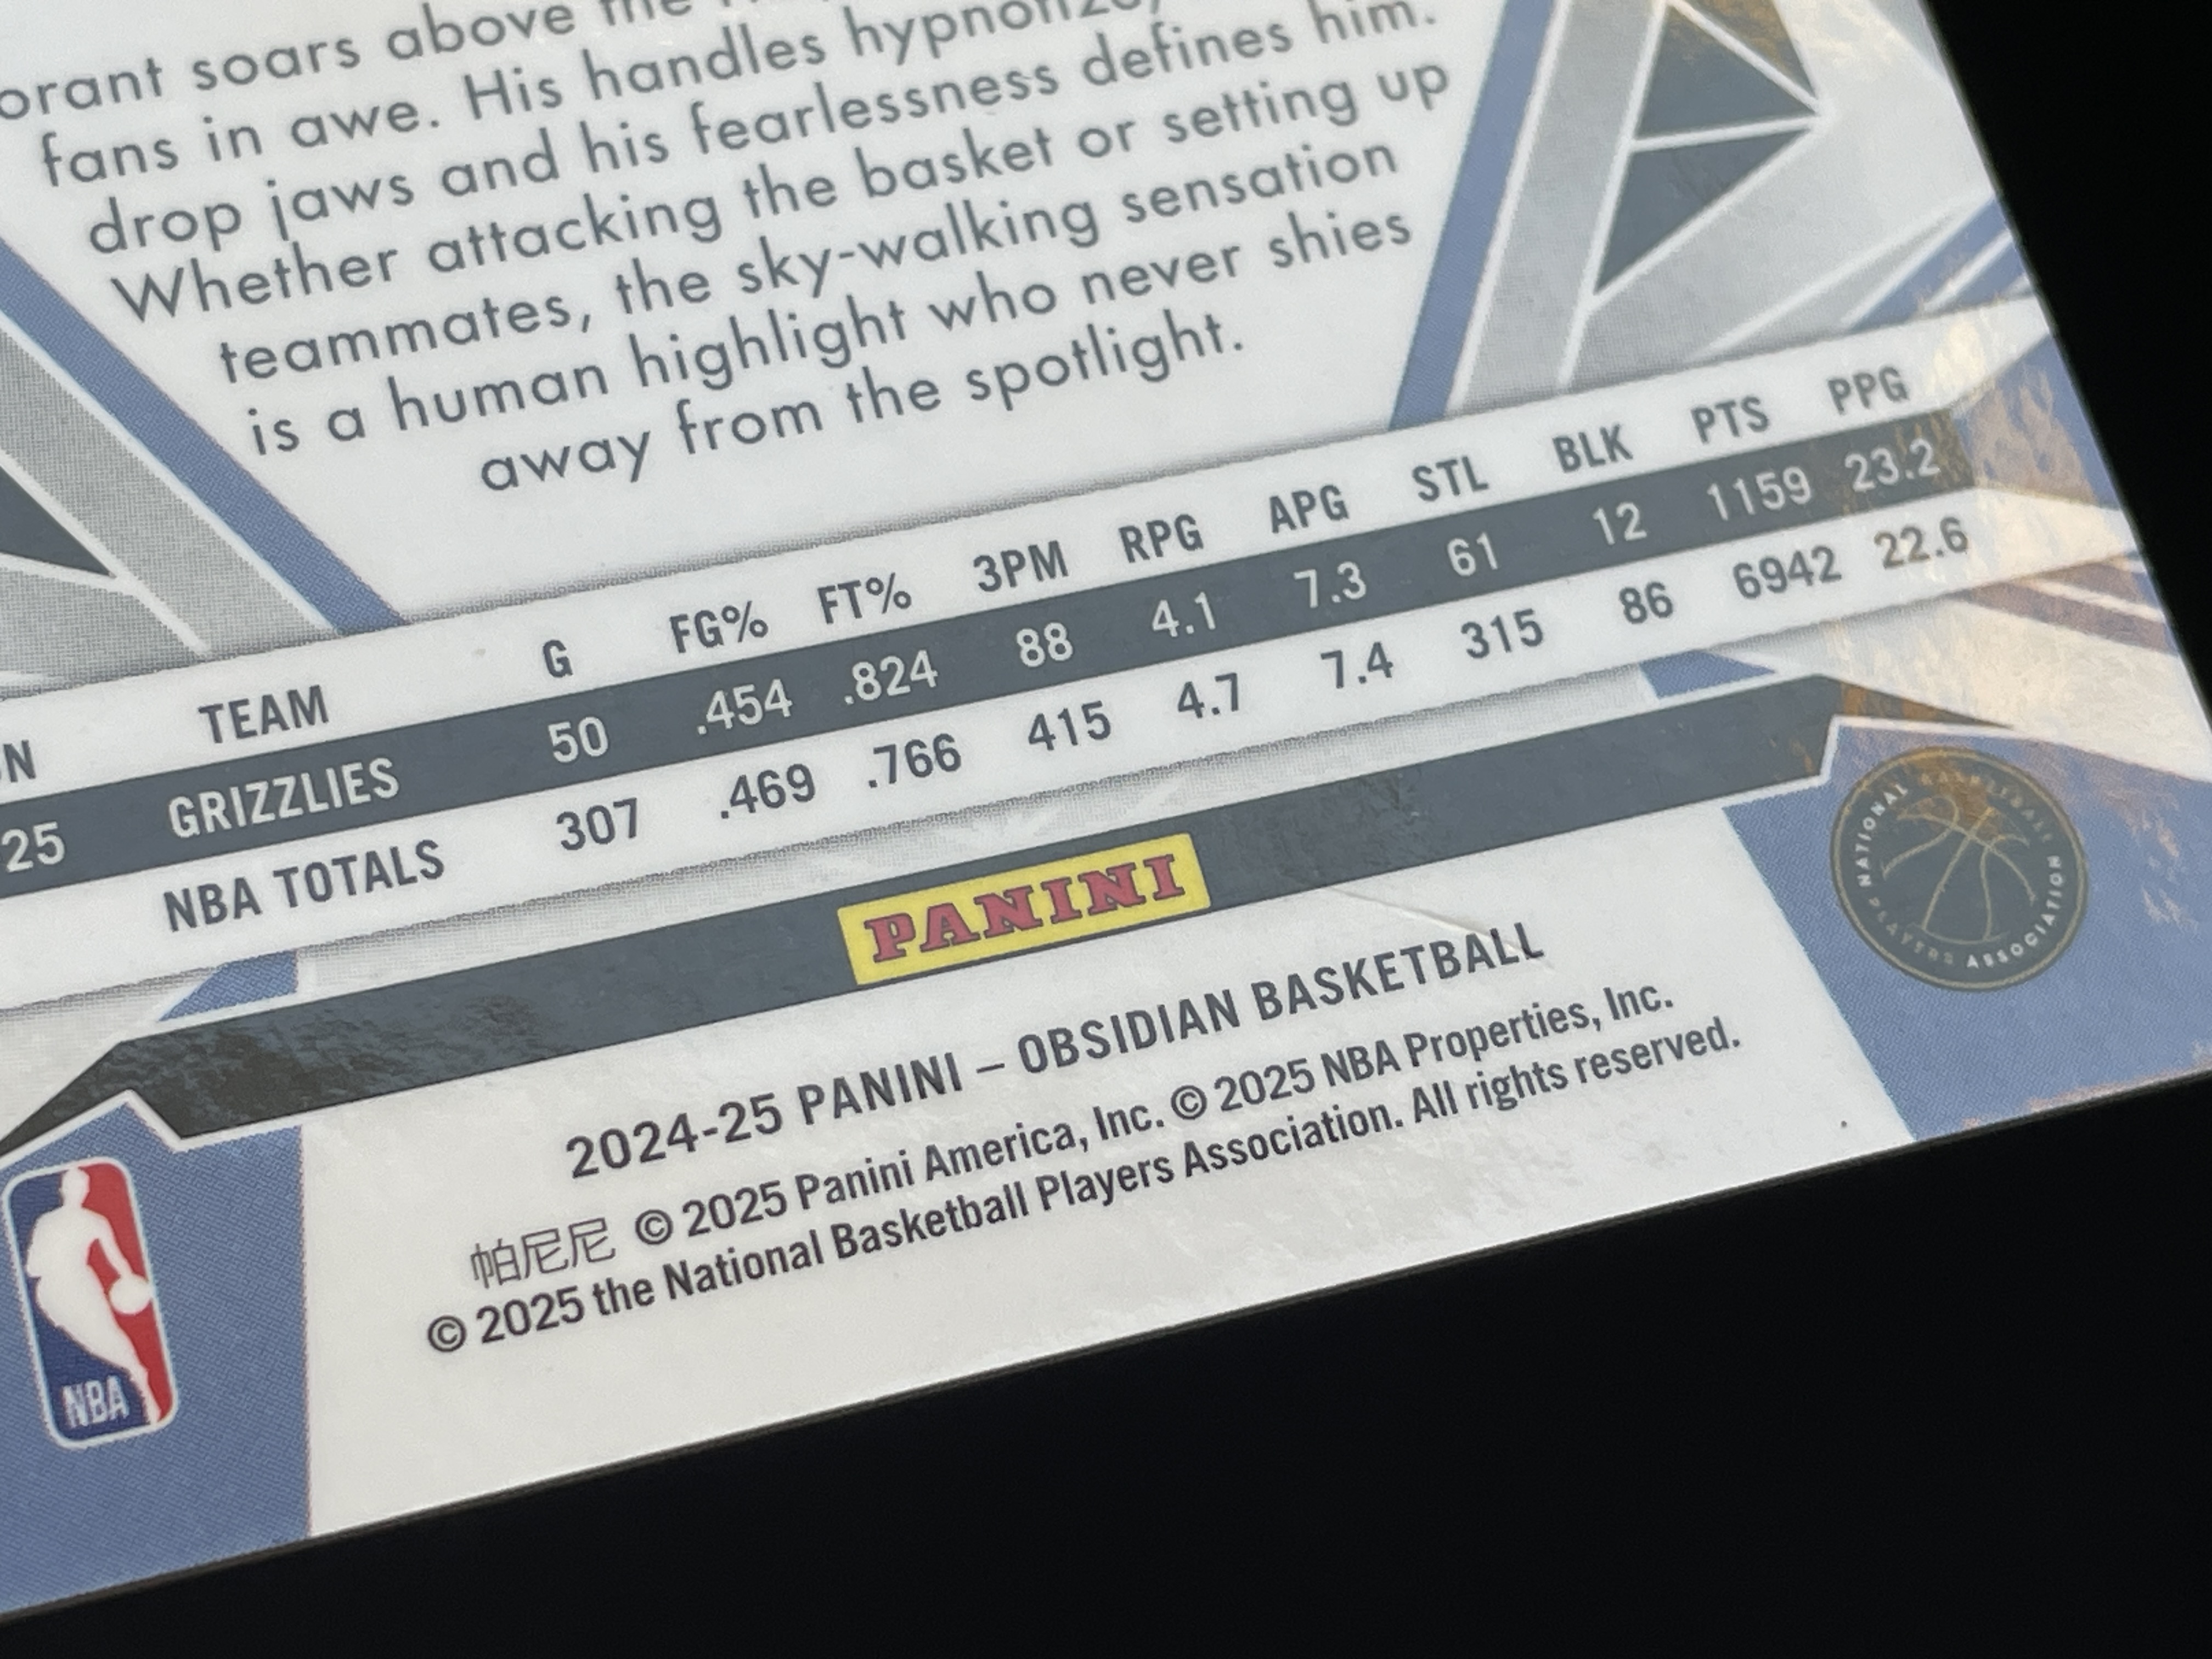 orant soars above the
fans in awe. His handles hypnotize,
drop jaws and his fearlessness defines him.
Whether attacking the basket or setting up
teammates, the sky-walking sensation
is a human highlight who never shies
away from the spotlight.
N TEAM G FG% FT% 3PM RPG APG STL BLK PTS PPG
25 GRIZZLIES 50 .454 .824 88 4.1 7.3 61 12 1159 23.2
NBA TOTALS 307 .469 .766 415 4.7 7.4 315 86 6942 22.6
PANINI
NATIONAL BASKETBALL PLAYERS ASSOCIATION
2024-25 PANINI – OBSIDIAN BASKETBALL
帕尼尼 © 2025 Panini America, Inc. © 2025 NBA Properties, Inc.
© 2025 the National Basketball Players Association. All rights reserved.
NBA